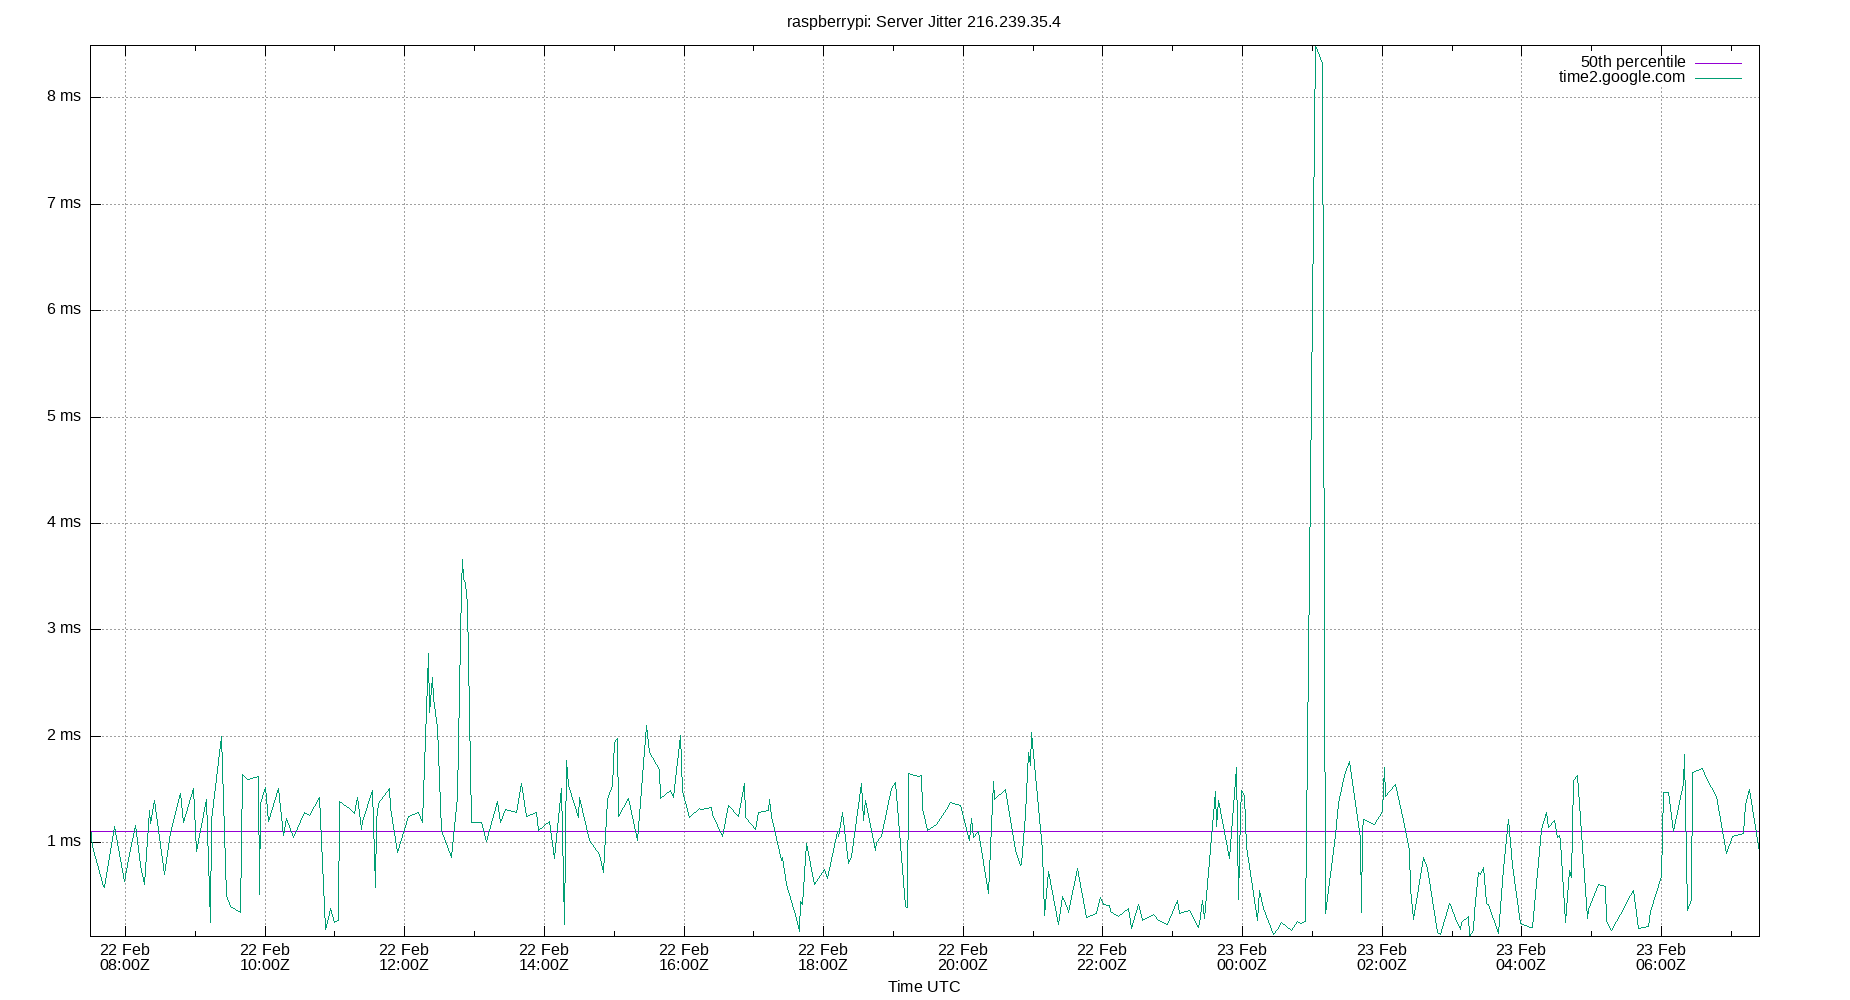 raspberrypi: Server Jitter 216.239.35.4
50th percentile
time2.google.com
8 ms
7 ms
6 ms
5 ms
4 ms
3 ms
2 ms
1 ms
22 Feb 22 Feb 22 Feb 22 Feb 22 Feb 22 Feb 22 Feb 22 Feb 23 Feb 23 Feb 23 Feb 23 Feb
08:00Z 10:00Z 12:00Z 14:00Z 16:00Z 18:00Z 20:00Z 22:00Z 00:00Z 02:00Z 04:00Z 06:00Z
Time UTC